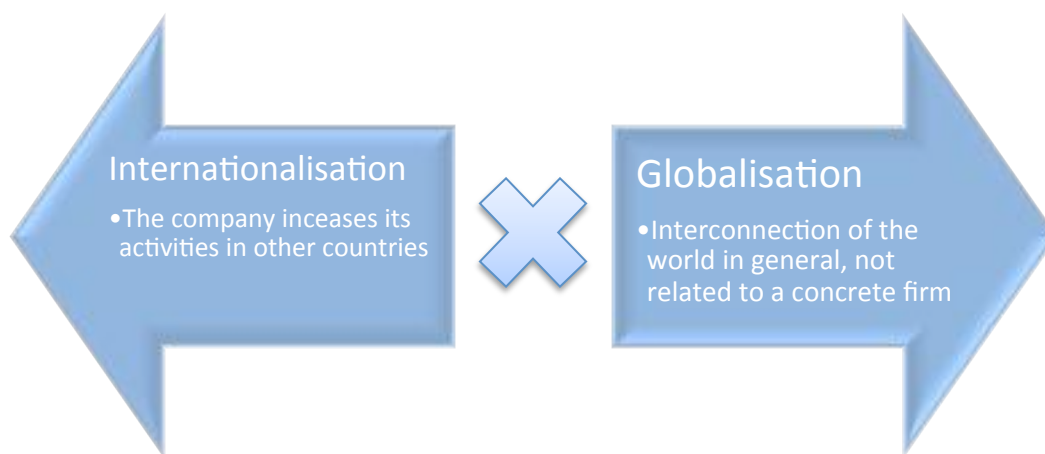 Internationalisation
•The company inceases its
activities in other countries
Globalisation
•Interconnection of the
world in general, not
related to a concrete firm